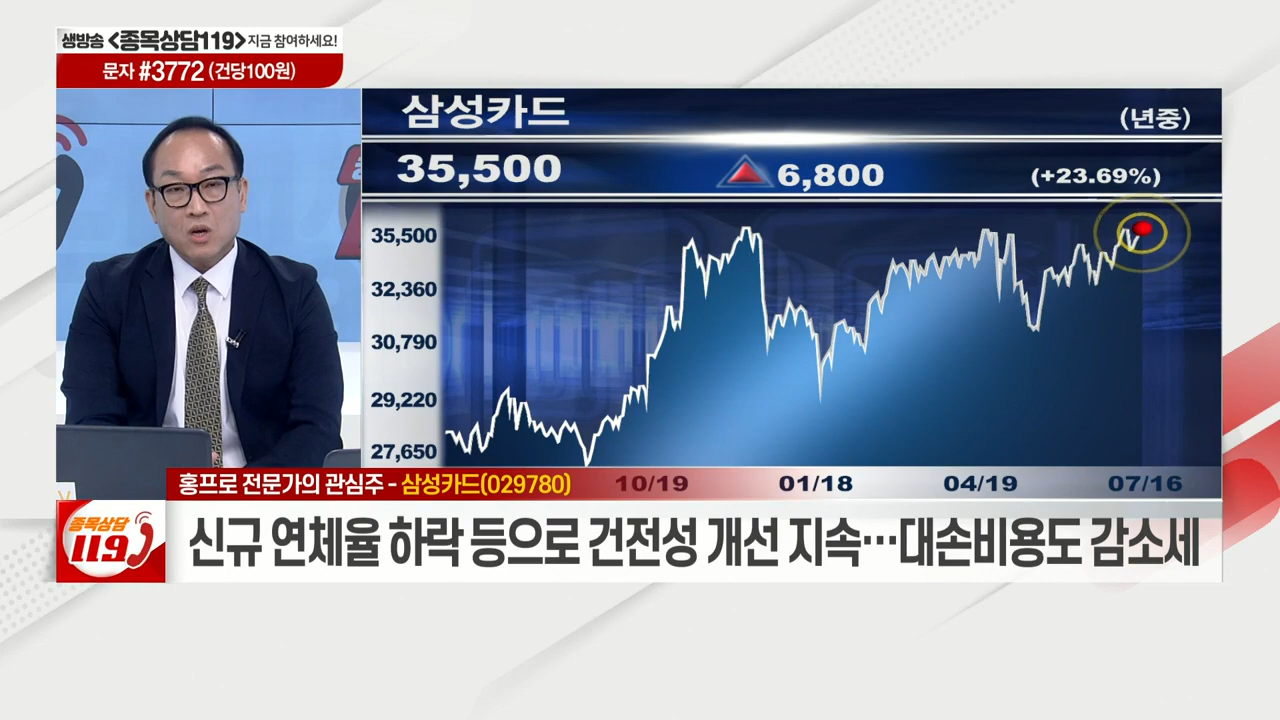 생방송 <종목상담119> 지금 참여하세요!
문자 #3772 (건당100원)
삼성카드
(년중)
35,500
6,800
(+23.69%)
35,500
32,360
30,790
29,220
27,650
10/19
01/18
04/19
07/16
홍프로 전문가의 관심주 - 삼성카드(029780)
종목상담
119
신규 연체율 하락 등으로 건전성 개선 지속…대손비용도 감소세